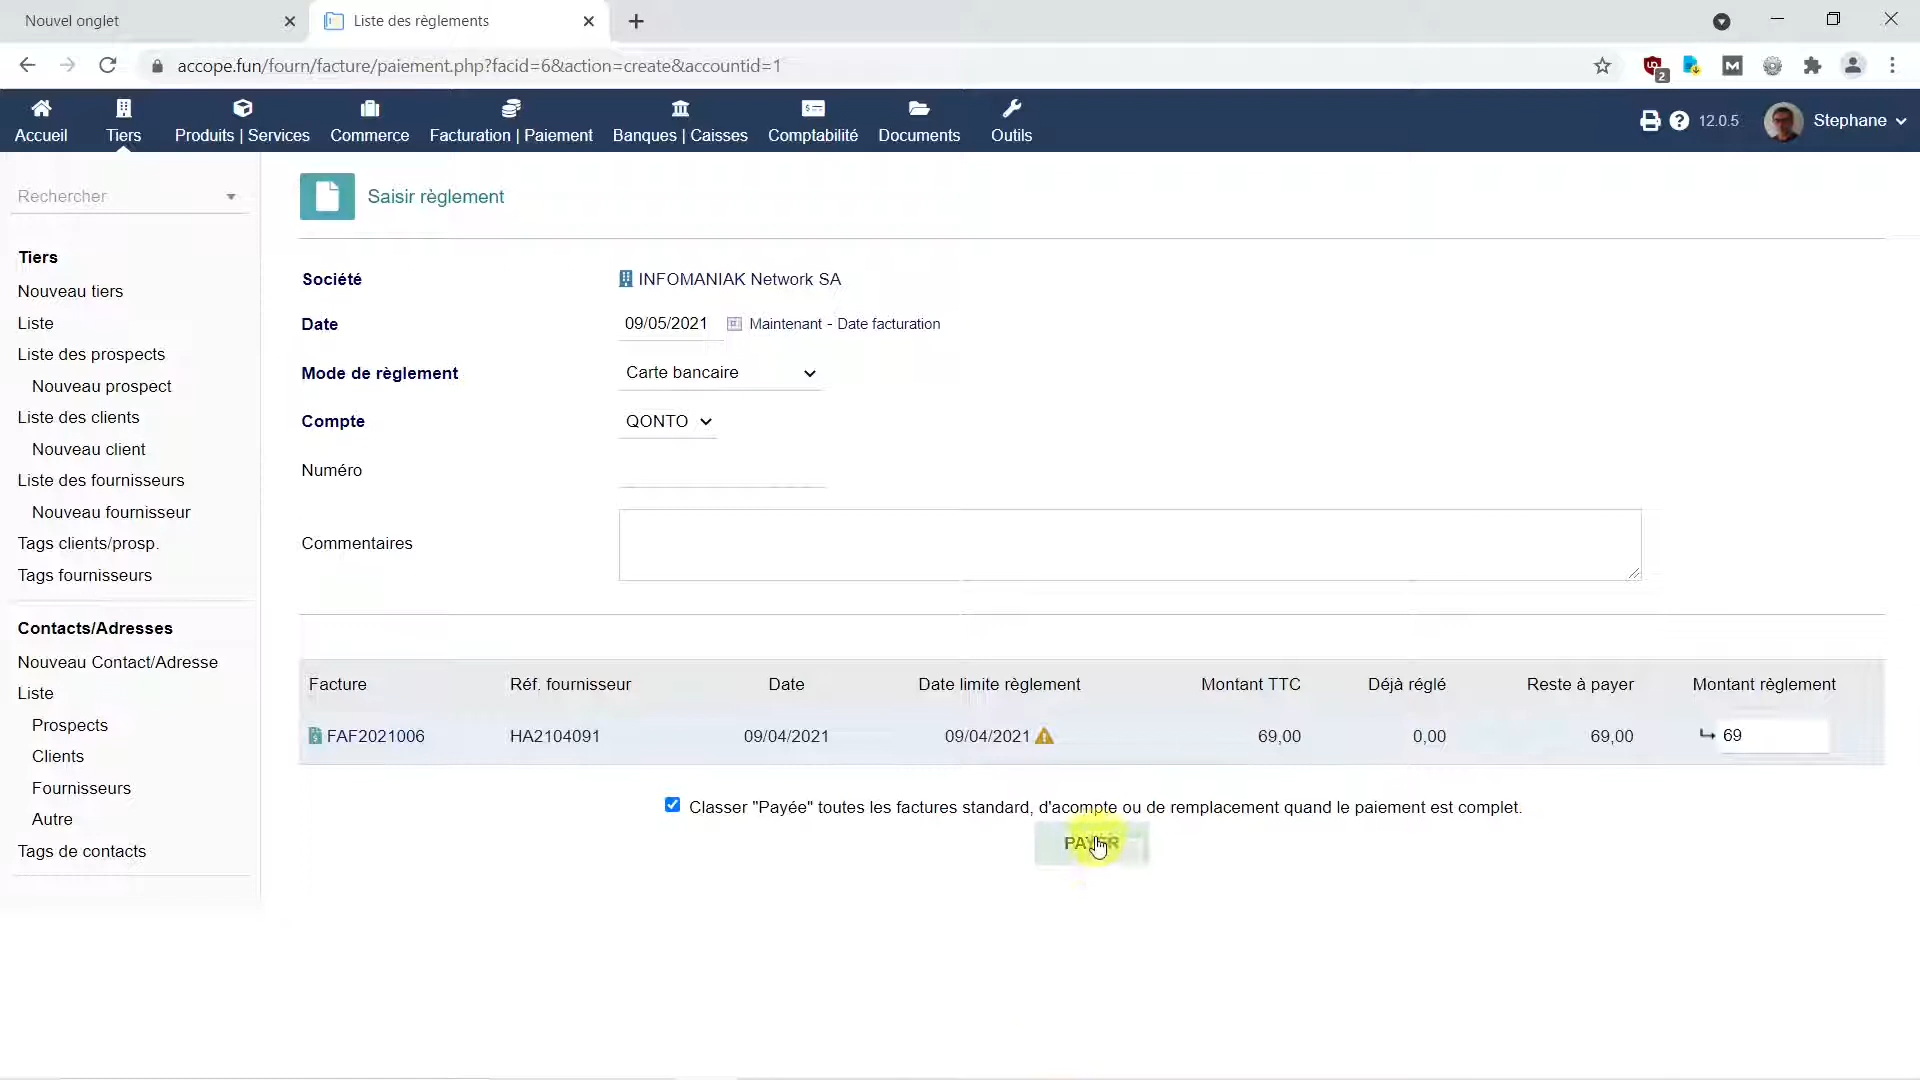 Nouvel onglet
Liste des règlements
accope.fun/fourn/facture/paiement.php?facid=6&action=create&accountid=1
2
Accueil Tiers Produits | Services Commerce Facturation | Paiement Banques | Caisses Comptabilité Documents Outils
12.0.5 Stephane
Rechercher
Tiers
Nouveau tiers
Liste
Liste des prospects
Nouveau prospect
Liste des clients
Nouveau client
Liste des fournisseurs
Nouveau fournisseur
Tags clients/prosp.
Tags fournisseurs
Contacts/Adresses
Nouveau Contact/Adresse
Liste
Prospects
Clients
Fournisseurs
Autre
Tags de contacts
Saisir règlement
Société INFOMANIAK Network SA
Date 09/05/2021 Maintenant - Date facturation
Mode de règlement Carte bancaire
Compte QONTO
Numéro
Commentaires
Facture Réf. fournisseur Date Date limite règlement Montant TTC Déjà réglé Reste à payer Montant règlement
FAF2021006 HA2104091 09/04/2021 09/04/2021 69,00 0,00 69,00 69
Classer "Payée" toutes les factures standard, d'acompte ou de remplacement quand le paiement est complet.
PAYER